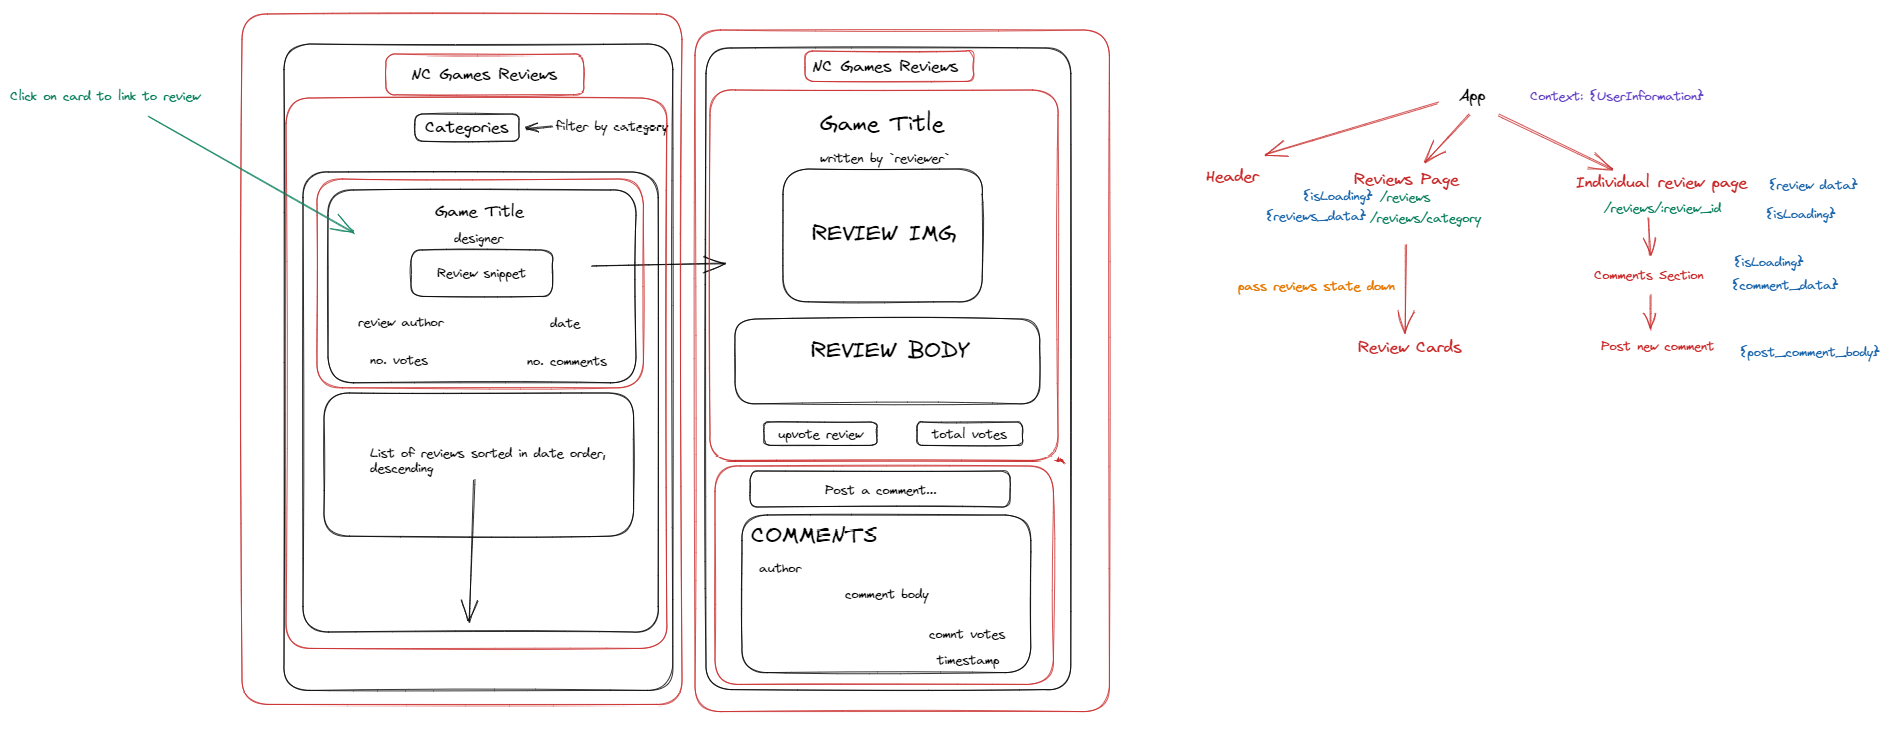 Click on card to link to review
NC Games Reviews
Categories
filter by category
Game Title
designer
Review snippet
review author
date
no. votes
no. comments
List of reviews sorted in date order,
descending
NC Games Reviews
Game Title
written by `reviewer`
REVIEW IMG
REVIEW BODY
upvote review
total votes
Post a comment...
COMMENTS
author
comment body
comnt votes
timestamp
App
Context: {UserInformation}
Header
Reviews Page
{isLoading} /reviews
{reviews_data} /reviews/category
pass reviews state down
Review Cards
Individual review page
{review data}
/reviews/:review_id
{isLoading}
Comments Section
{isLoading}
{comment_data}
Post new comment
{post_comment_body}